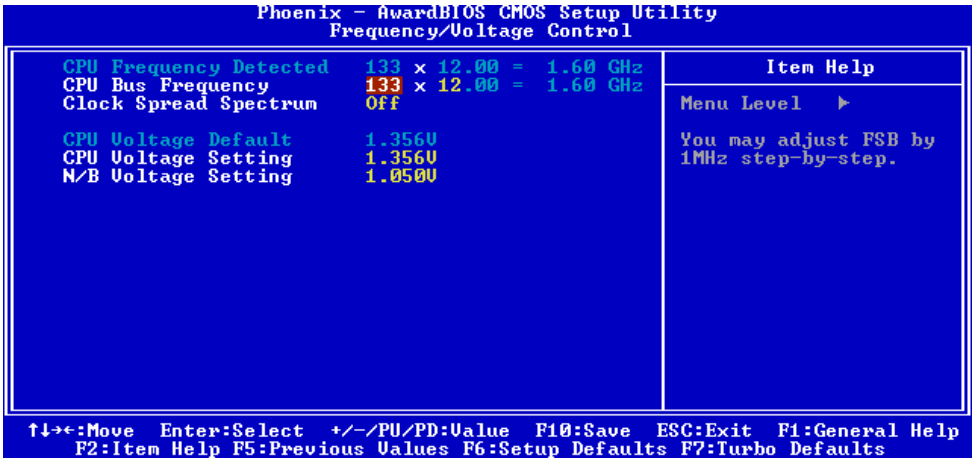 Phoenix - AwardBIOS CMOS Setup Utility
Frequency/Voltage Control
CPU Frequency Detected 133 x 12.00 = 1.60 GHz
CPU Bus Frequency 133 x 12.00 = 1.60 GHz
Clock Spread Spectrum Off
CPU Voltage Default 1.356V
CPU Voltage Setting 1.356V
N/B Voltage Setting 1.050V
Item Help
Menu Level ►
You may adjust FSB by
1MHz step-by-step.
↑↓→←:Move Enter:Select +/-/PU/PD:Value F10:Save ESC:Exit F1:General Help
F2:Item Help F5:Previous Values F6:Setup Defaults F7:Turbo Defaults